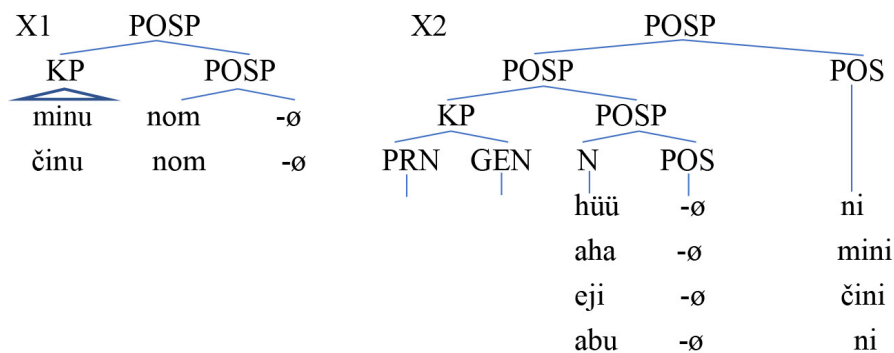 X1 POSP X2 POSP
KP POSP POSP POS
minu nom -ø KP POSP
činu nom -ø PRN GEN N POS
hüü -ø ni
aha -ø mini
eji -ø čini
abu -ø ni